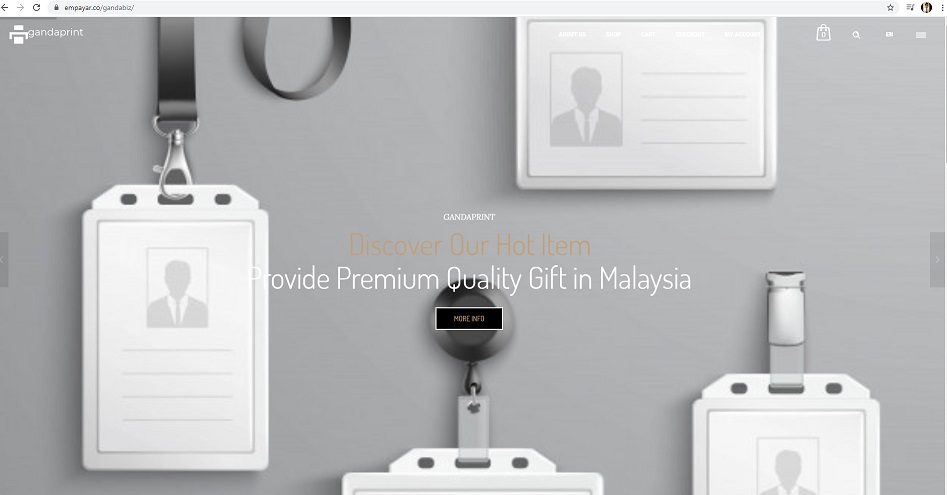 empayar.co/gandabiz/
gandaprint
ABOUT US SHOP CART CHECKOUT MY ACCOUNT
0
EN
GANDAPRINT
Discover Our Hot Item
Provide Premium Quality Gift in Malaysia
MORE INFO